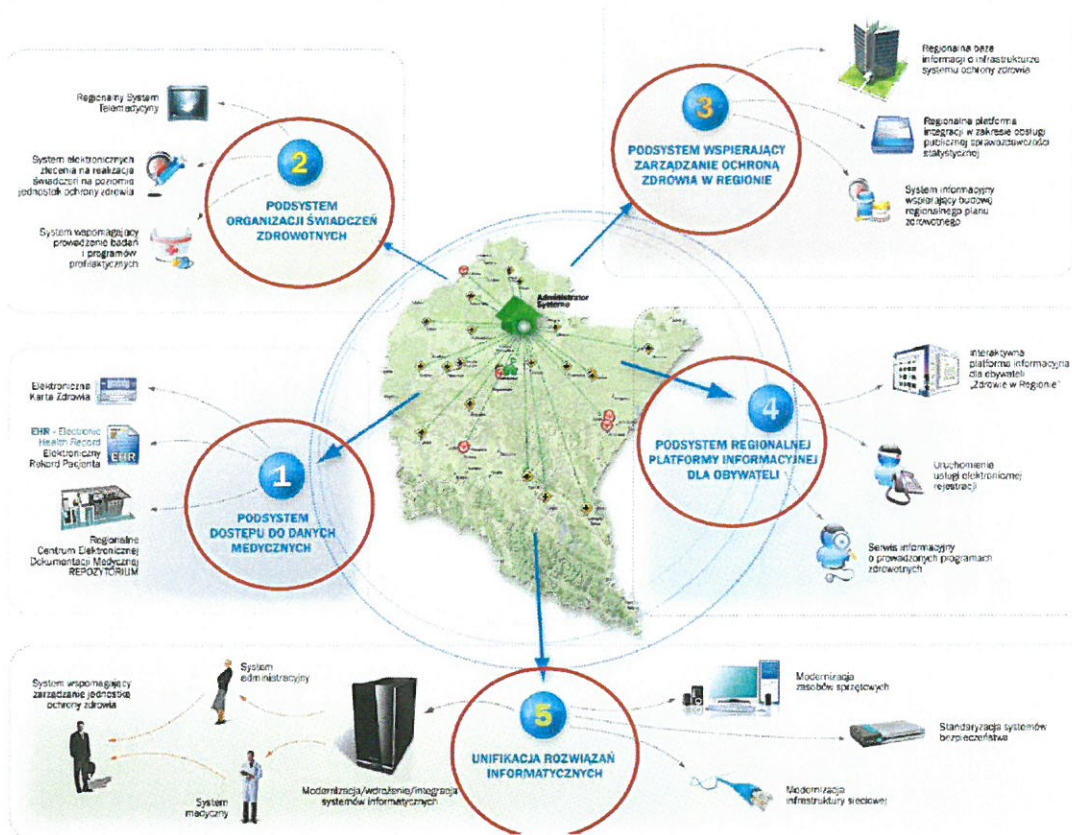 Regionalny System
Telemedycyny
System elektronicznych
zlecenia na realizacja
świadczeń na poziomie
jednostek ochrony zdrowia
System wspomagający
prowadzenie badań
i programów
profilaktycznych
2
PODSYSTEM
ORGANIZACJI ŚWIADCZEŃ
ZDROWOTNYCH
3
PODSYSTEM WSPIERAJĄCY
ZARZĄDZANIE OCHRONĄ
ZDROWIA W REGIONIE
Regionalna baza
informacji o infrastrukturze
systemu ochrony zdrowia
Regionalna platforma
integracji w zakresie obsługi
publicznej sprawozdawczości
statystycznej
System informacyjny
wspierający budowę
regionalnego planu
zdrowotnego
Administrator
Systemu
Elektroniczna
Karta Zdrowia
EHR - Electronic
Health Record
Elektroniczny
Rekord Pacjenta
EHR
Regionalne
Centrum Elektronicznej
Dokumentacji Medycznej
REPOZYTORIUM
1
PODSYSTEM
DOSTĘPU DO DANYCH
MEDYCZNYCH
4
PODSYSTEM REGIONALNEJ
PLATFORMY INFORMACYJNEJ
DLA OBYWATELI
Interaktywna
platforma informacyjna
dla obywateli
„Zdrowie w Regionie"
Uruchomienie
usługi elektronicznej
rejestracji
Serwis informacyjny
o prowadzonych programach
zdrowotnych
System wspomagający
zarządzanie jednostką
ochrony zdrowia
System
administracyjny
System
medyczny
Modernizacja/wdrożenie/integracja
systemów informatycznych
5
UNIFIKACJA ROZWIĄZAŃ
INFORMATYCZNYCH
Modernizacja
zasobów sprzętowych
Standaryzacja systemów
bezpieczeństwa
Modernizacja
infrastruktury sieciowej